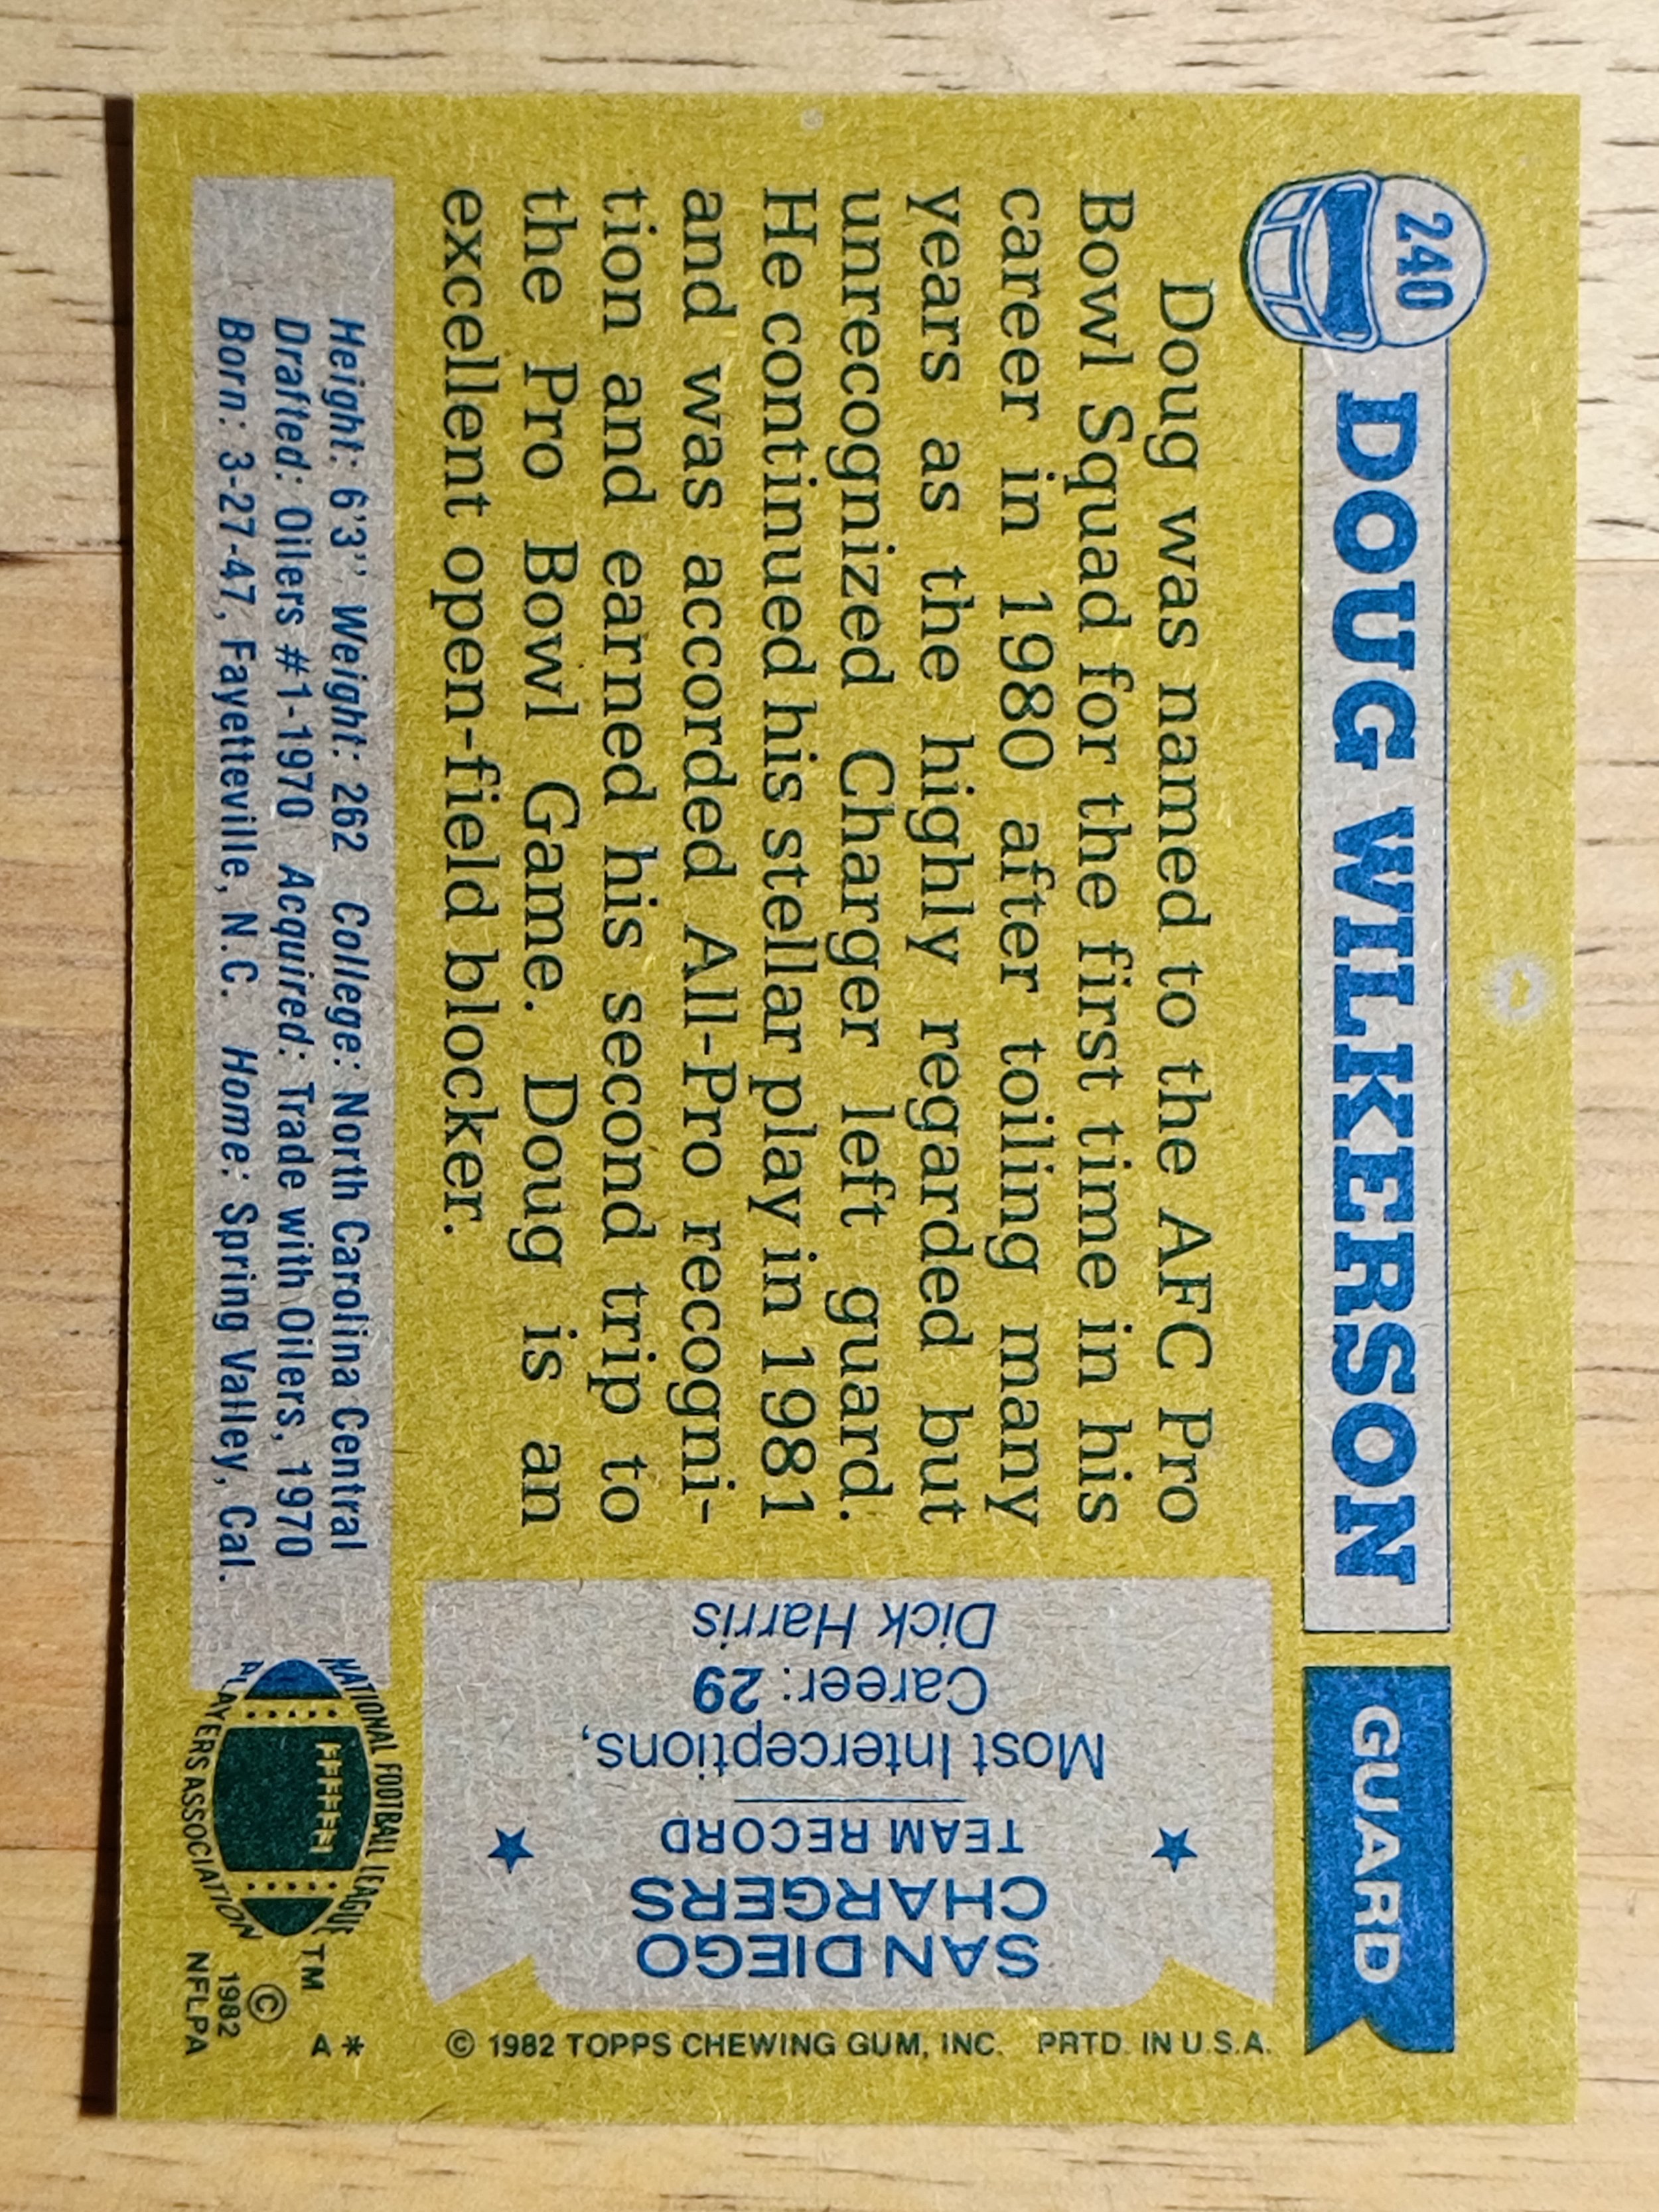 240
DOUG WILKERSON
GUARD
Doug was named to the AFC Pro
Bowl Squad for the first time in his
career in 1980 after toiling many
years as the highly regarded but
unrecognized Charger left guard.
He continued his stellar play in 1981
and was accorded All-Pro recogni-
tion and earned his second trip to
the Pro Bowl Game. Doug is an
excellent open-field blocker.
SAN DIEGO
CHARGERS
TEAM RECORD
Most Interceptions,
Career: 29
Dick Harris
© 1982 TOPPS CHEWING GUM, INC. PRTD. IN U.S.A.
Height: 6'3" Weight: 262 College: North Carolina Central
Drafted: Oilers #1-1970 Acquired: Trade with Oilers, 1970
Born: 3-27-47, Fayetteville, N.C. Home: Spring Valley, Cal.
NATIONAL FOOTBALL LEAGUE
PLAYERS ASSOCIATION
TM
©
1982
NFLPA
A*